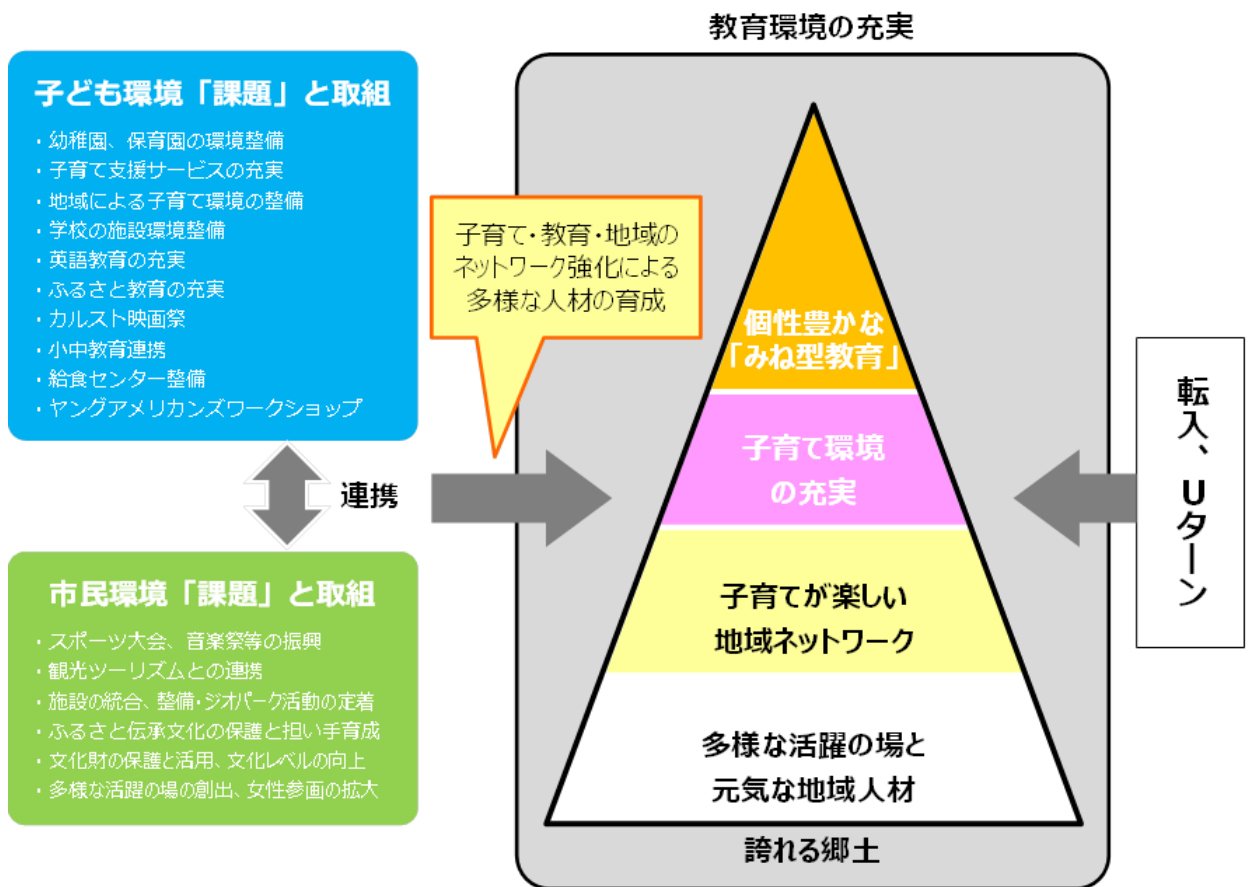 教育環境の充実
子ども環境「課題」と取組
・幼稚園、保育園の環境整備
・子育て支援サービスの充実
・地域による子育て環境の整備
・学校の施設環境整備
・英語教育の充実
・ふるさと教育の充実
・カルスト映画祭
・小中教育連携
・給食センター整備
・ヤングアメリカンズワークショップ
連携
市民環境「課題」と取組
・スポーツ大会、音楽祭等の振興
・観光ツーリズムとの連携
・施設の統合、整備・ジオパーク活動の定着
・ふるさと伝承文化の保護と担い手育成
・文化財の保護と活用、文化レベルの向上
・多様な活躍の場の創出、女性参画の拡大
子育て・教育・地域の
ネットワーク強化による
多様な人材の育成
個性豊かな
「みね型教育」
子育て環境
の充実
子育てが楽しい
地域ネットワーク
多様な活躍の場と
元気な地域人材
誇れる郷土
転入、Uターン